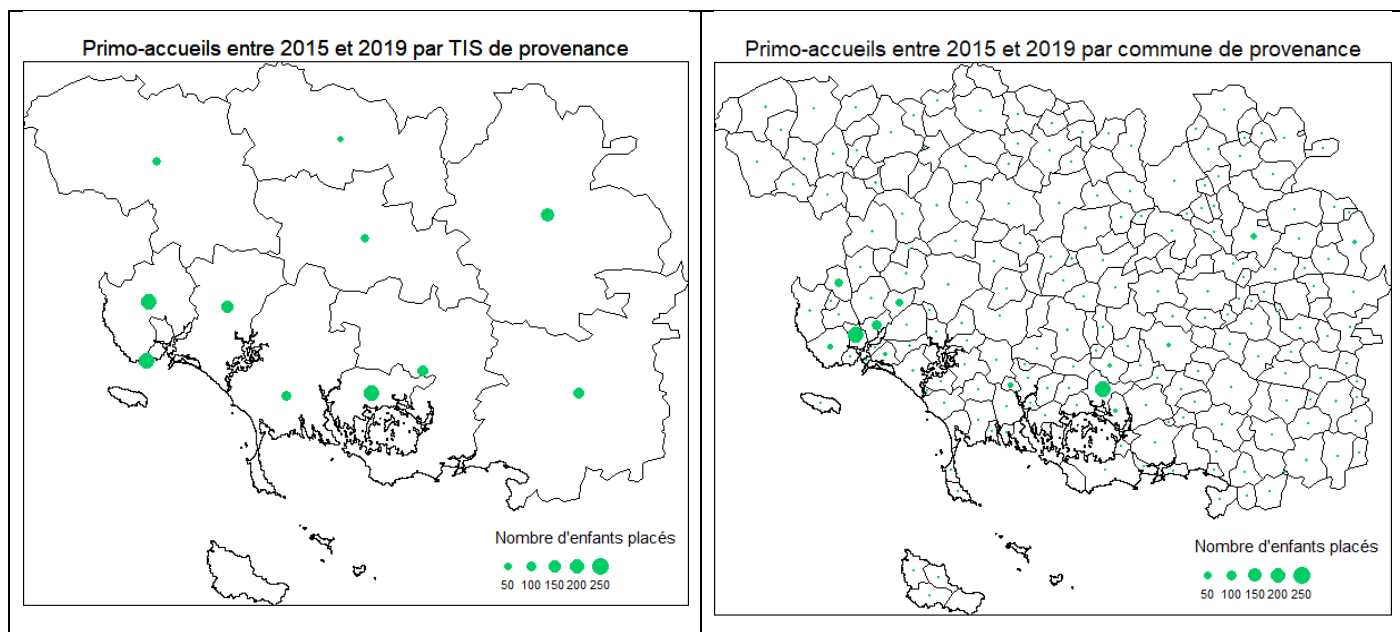 Primo-accueils entre 2015 et 2019 par TIS de provenance
Nombre d'enfants placés
50 100 150 200 250
Primo-accueils entre 2015 et 2019 par commune de provenance
Nombre d'enfants placés
50 100 150 200 250